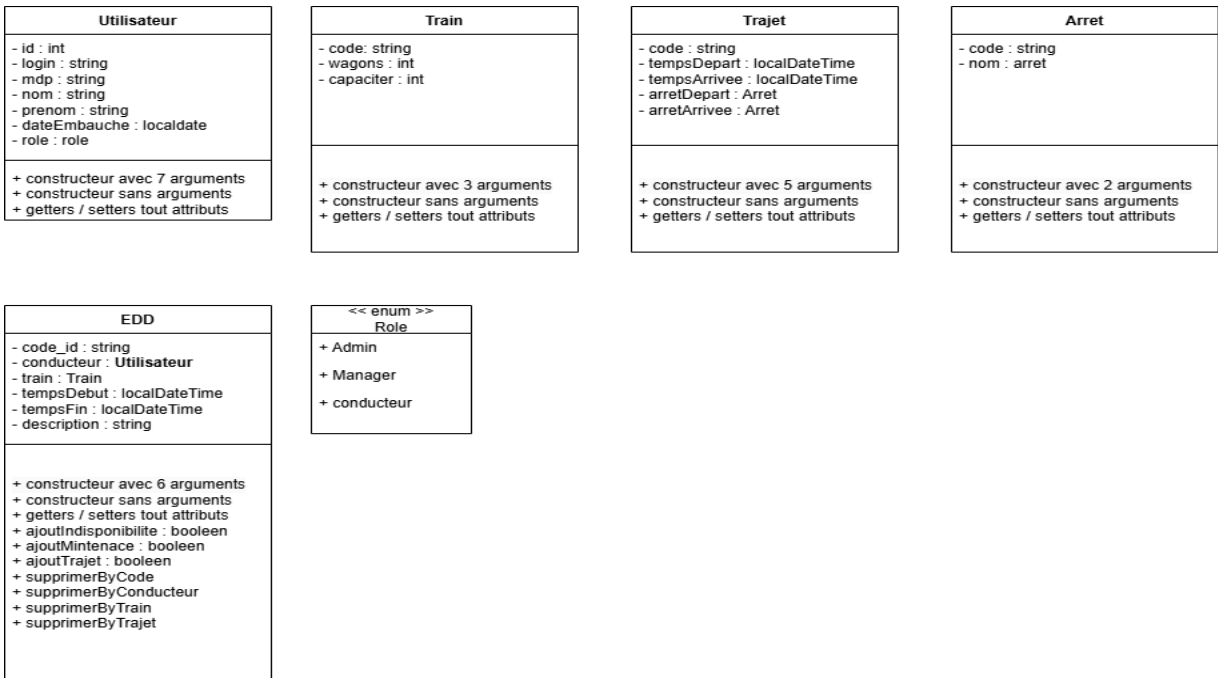 Utilisateur
- id : int
- login : string
- mdp : string
- nom : string
- prenom : string
- dateEmbauche : localdate
- role : role
+ constructeur avec 7 arguments
+ constructeur sans arguments
+ getters / setters tout attributs
Train
- code: string
- wagons : int
- capaciter : int
+ constructeur avec 3 arguments
+ constructeur sans arguments
+ getters / setters tout attributs
Trajet
- code : string
- tempsDepart : localDateTime
- tempsArrivee : localDateTime
- arretDepart : Arret
- arretArrivee : Arret
+ constructeur avec 5 arguments
+ constructeur sans arguments
+ getters / setters tout attributs
Arret
- code : string
- nom : arret
+ constructeur avec 2 arguments
+ constructeur sans arguments
+ getters / setters tout attributs
EDD
- code_id : string
- conducteur : Utilisateur
- train : Train
- tempsDebut : localDateTime
- tempsFin : localDateTime
- description : string
+ constructeur avec 6 arguments
+ constructeur sans arguments
+ getters / setters tout attributs
+ ajoutIndisponibilite : booleen
+ ajoutMintenace : booleen
+ ajoutTrajet : booleen
+ supprimerByCode
+ supprimerByConducteur
+ supprimerByTrain
+ supprimerByTrajet
<< enum >>
Role
+ Admin
+ Manager
+ conducteur